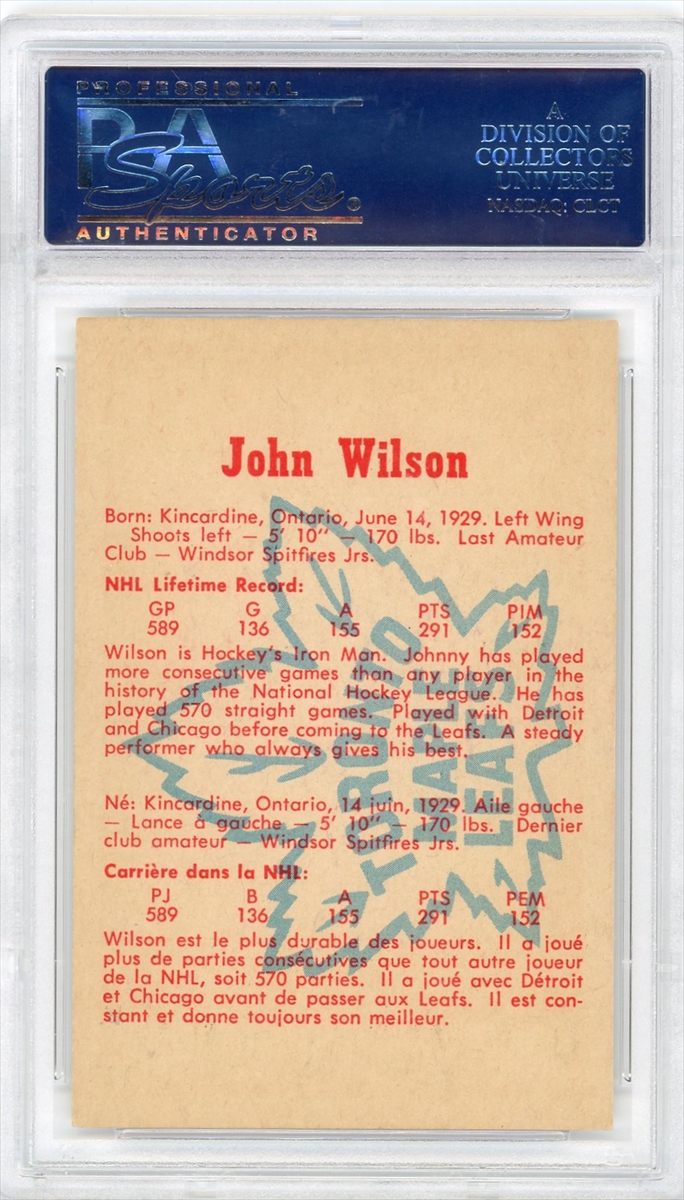 PROFESSIONAL
PSA
Sports®
AUTHENTICATOR
A
DIVISION OF
COLLECTORS
UNIVERSE
NASDAQ: CLCT
John Wilson
Born: Kincardine, Ontario, June 14, 1929. Left Wing
Shoots left — 5' 10" — 170 lbs. Last Amateur
Club — Windsor Spitfires Jrs.
NHL Lifetime Record:
GP G A PTS PIM
589 136 155 291 152
Wilson is Hockey's Iron Man. Johnny has played
more consecutive games than any player in the
history of the National Hockey League. He has
played 570 straight games. Played with Detroit
and Chicago before coming to the Leafs. A steady
performer who always gives his best.
Né: Kincardine, Ontario, 14 juin, 1929. Aile gauche
— Lance à gauche — 5' 10" — 170 lbs. Dernier
club amateur — Windsor Spitfires Jrs.
Carrière dans la NHL:
PJ B A PTS PEM
589 136 155 291 152
Wilson est le plus durable des joueurs. Il a joué
plus de parties consécutives que tout autre joueur
de la NHL, soit 570 parties. Il a joué avec Détroit
et Chicago avant de passer aux Leafs. Il est con-
stant et donne toujours son meilleur.
TORONTO
MAPLE
LEAFS